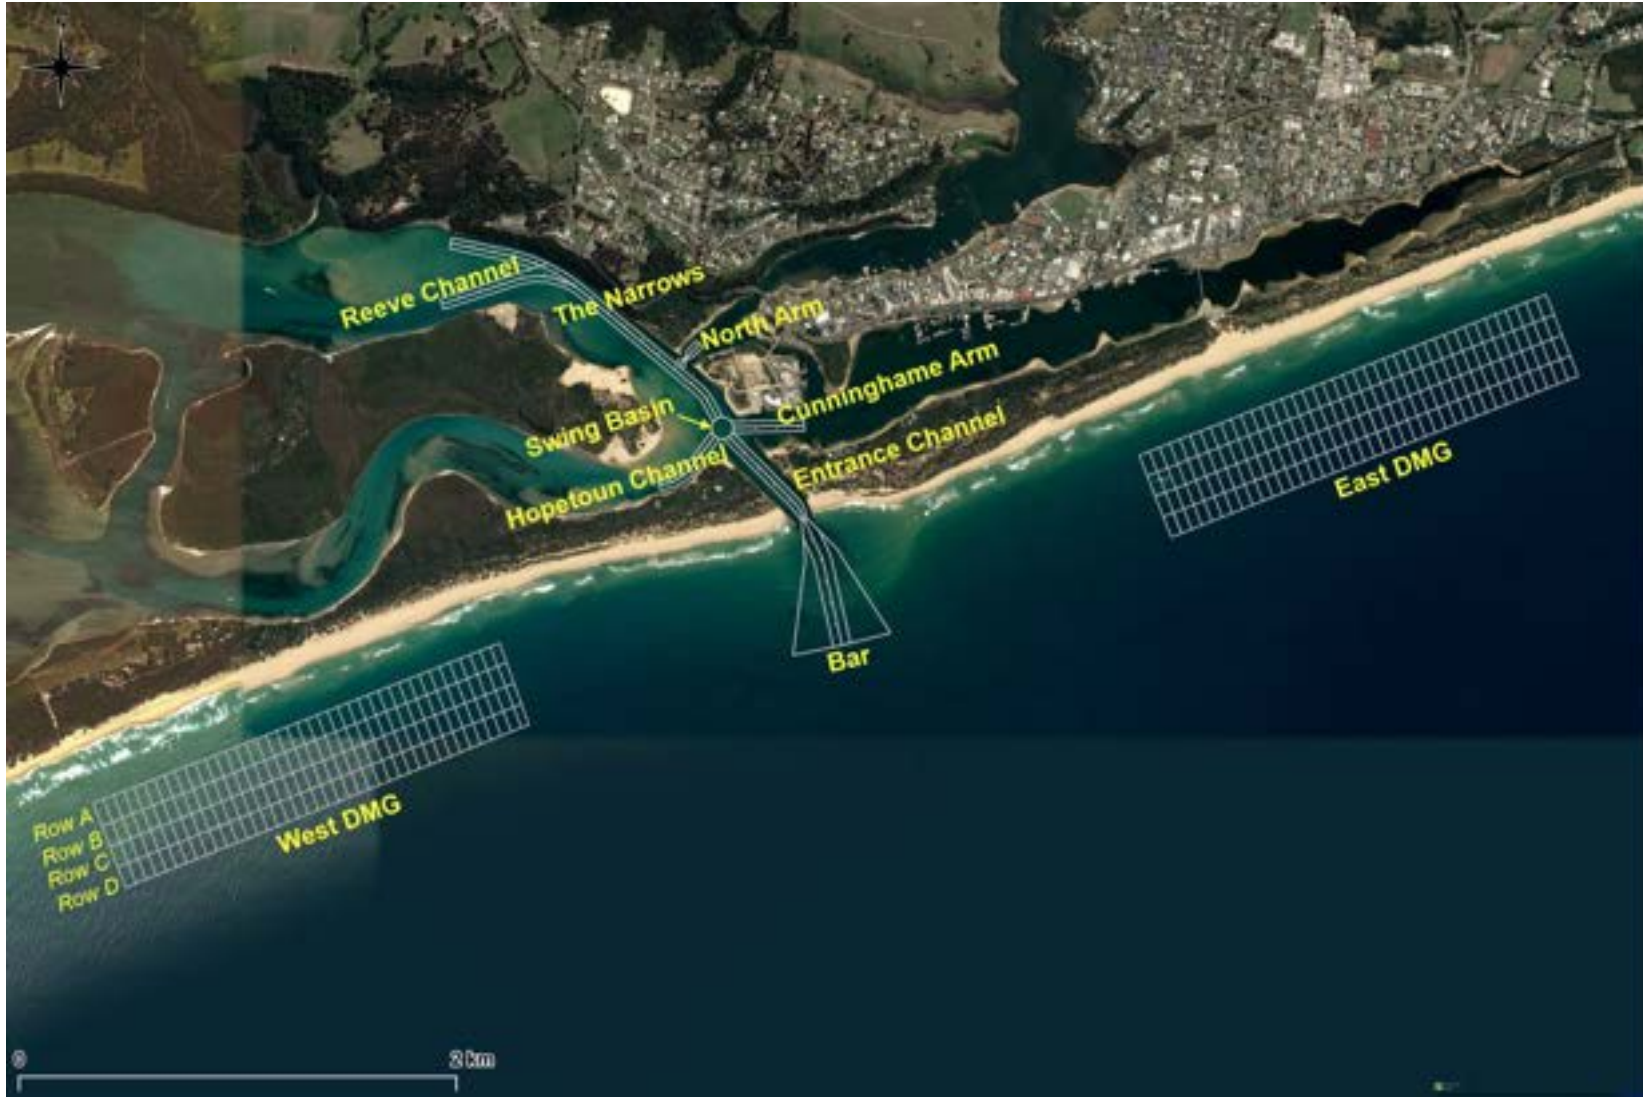 Reeve Channel
The Narrows
North Arm
Cunninghame Arm
Swing Basin
Entrance Channel
Hopetoun Channel
East DMG
Bar
Row A
Row B
Row C
Row D
West DMG
0
2 km